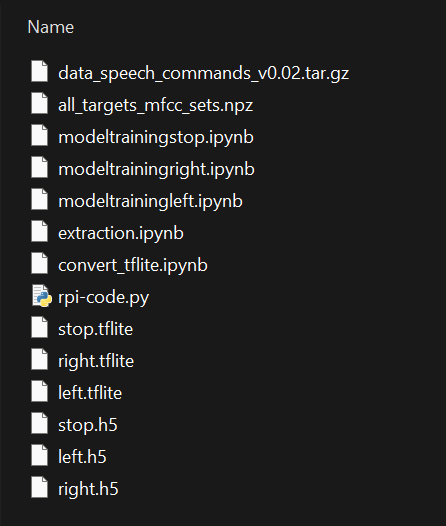 Name
data_speech_commands_v0.02.tar.gz
all_targets_mfcc_sets.npz
modeltrainingstop.ipynb
modeltrainingright.ipynb
modeltrainingleft.ipynb
extraction.ipynb
convert_tflite.ipynb
rpi-code.py
stop.tflite
right.tflite
left.tflite
stop.h5
left.h5
right.h5